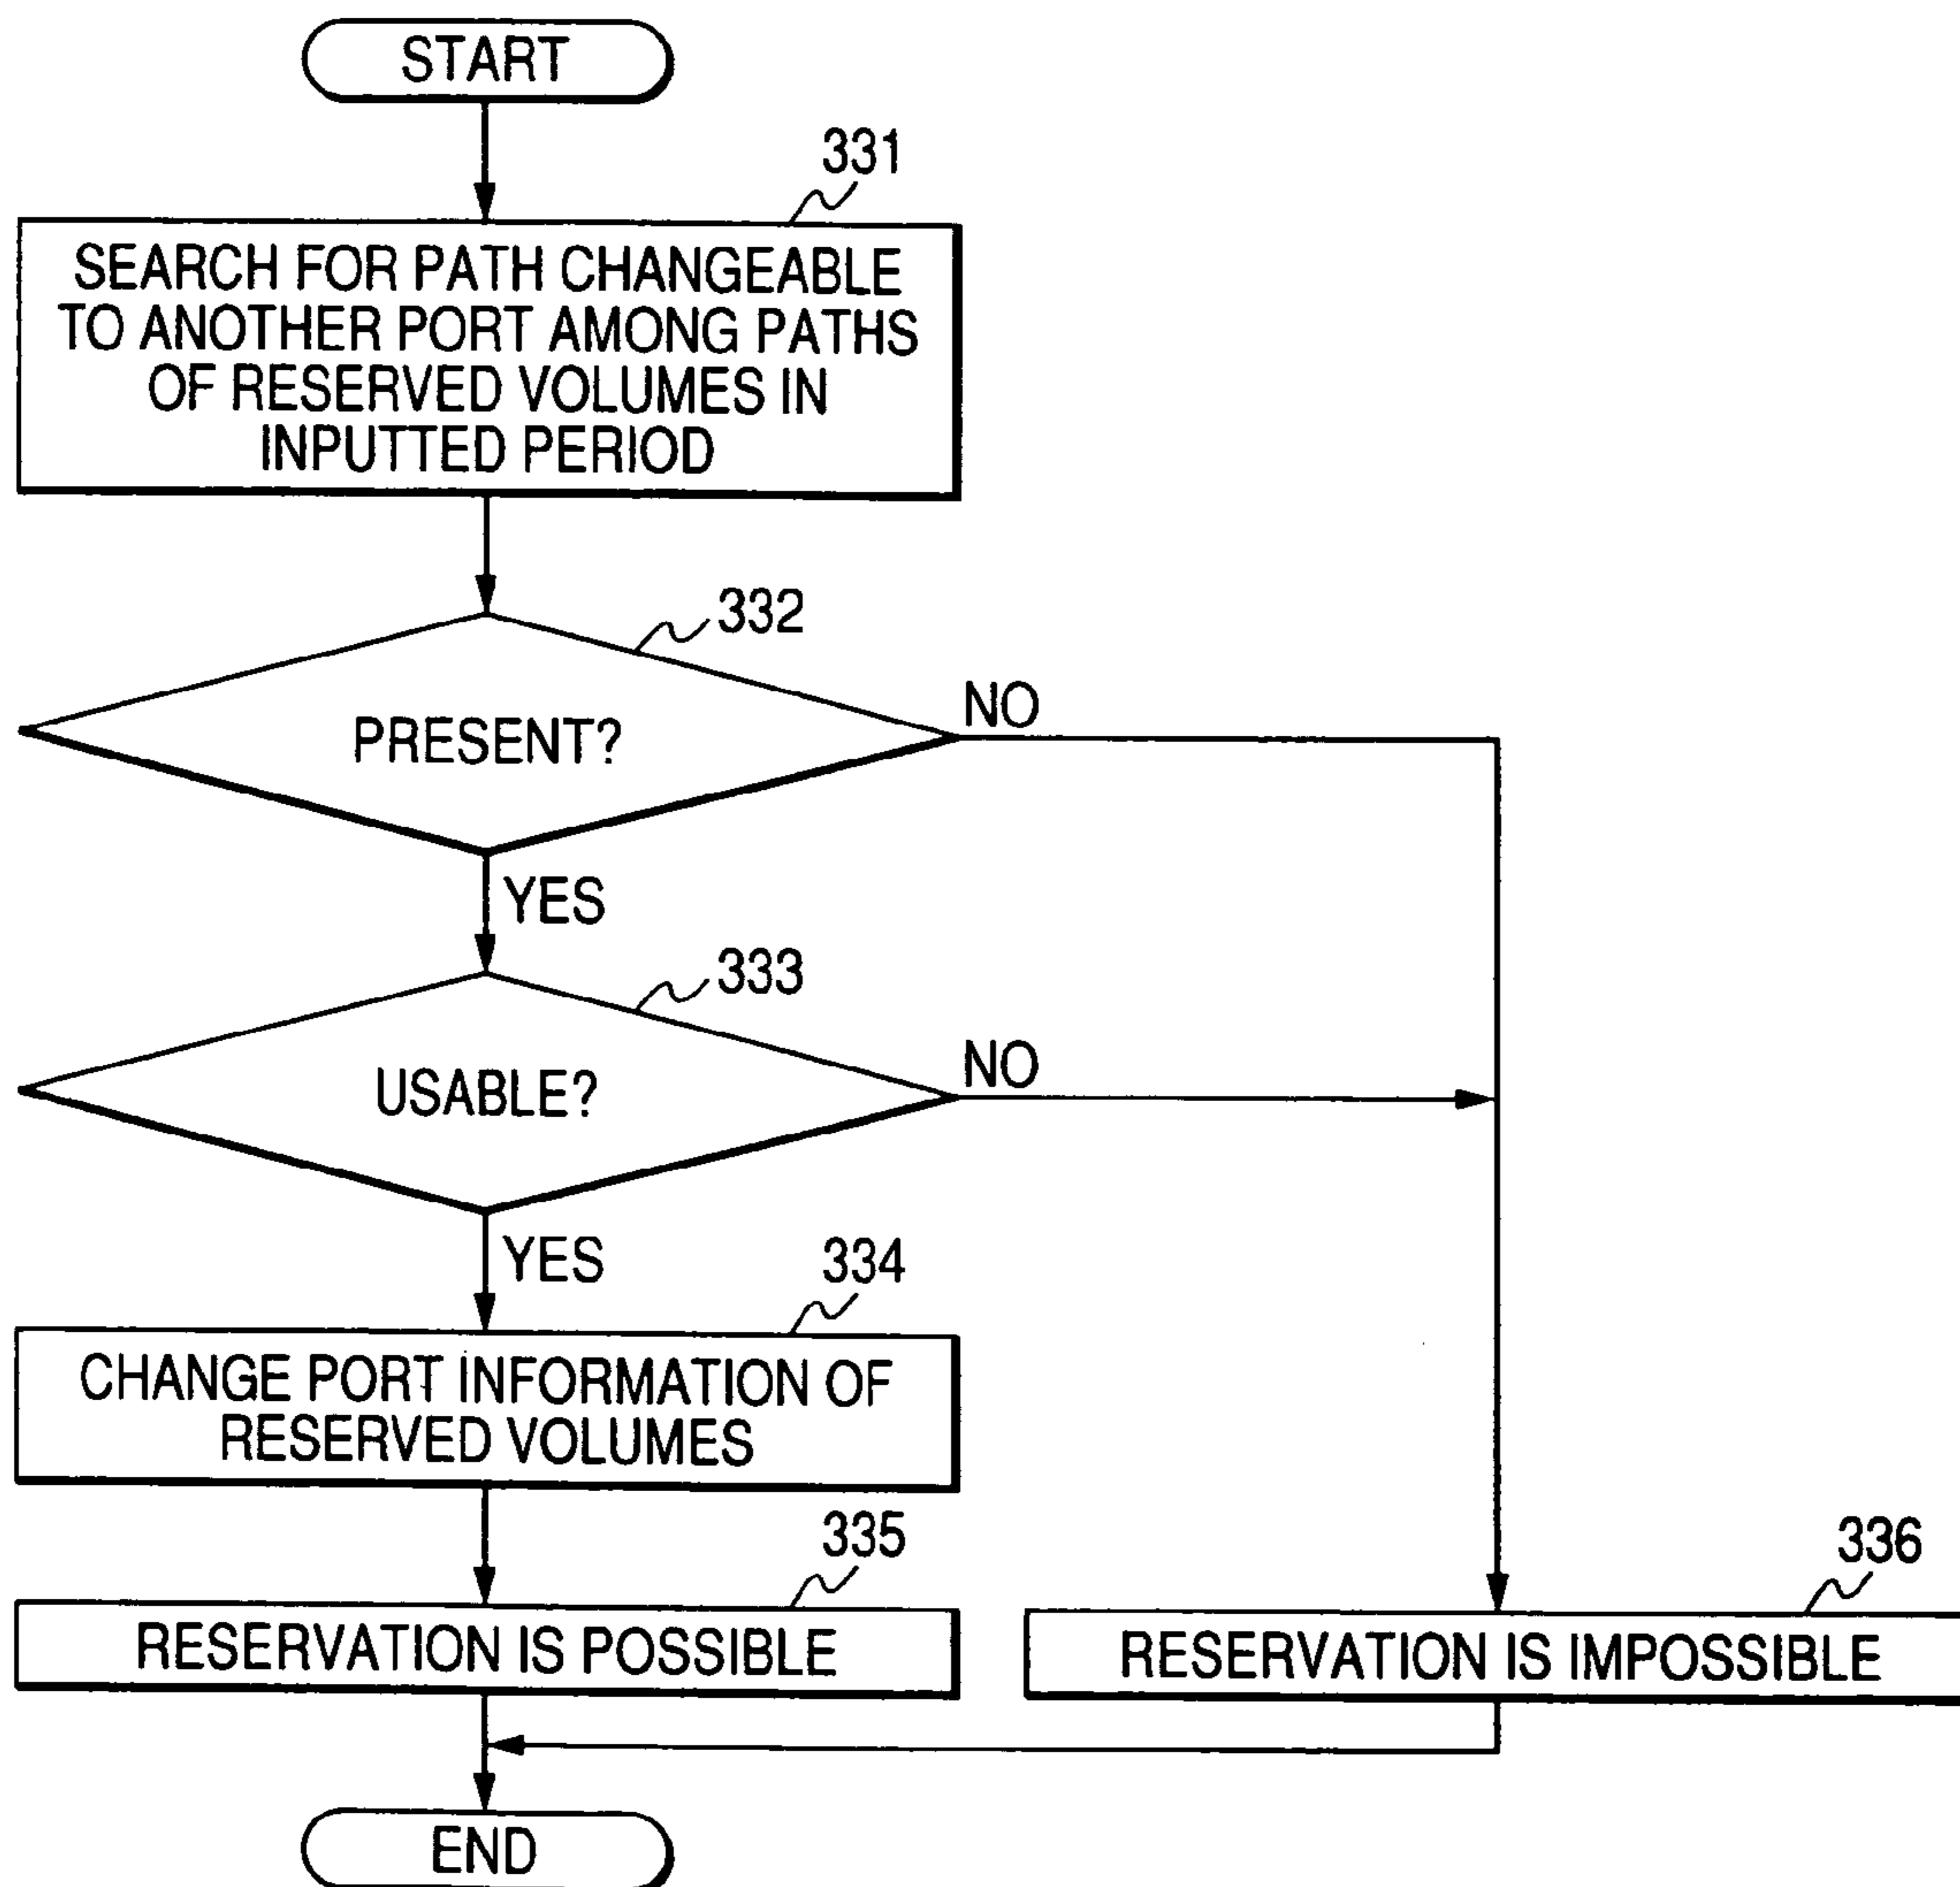 START
331
SEARCH FOR PATH CHANGEABLE
TO ANOTHER PORT AMONG PATHS
OF RESERVED VOLUMES IN
INPUTTED PERIOD
332
PRESENT?
NO
YES
333
USABLE?
NO
YES
334
CHANGE PORT INFORMATION OF
RESERVED VOLUMES
335
RESERVATION IS POSSIBLE
336
RESERVATION IS IMPOSSIBLE
END